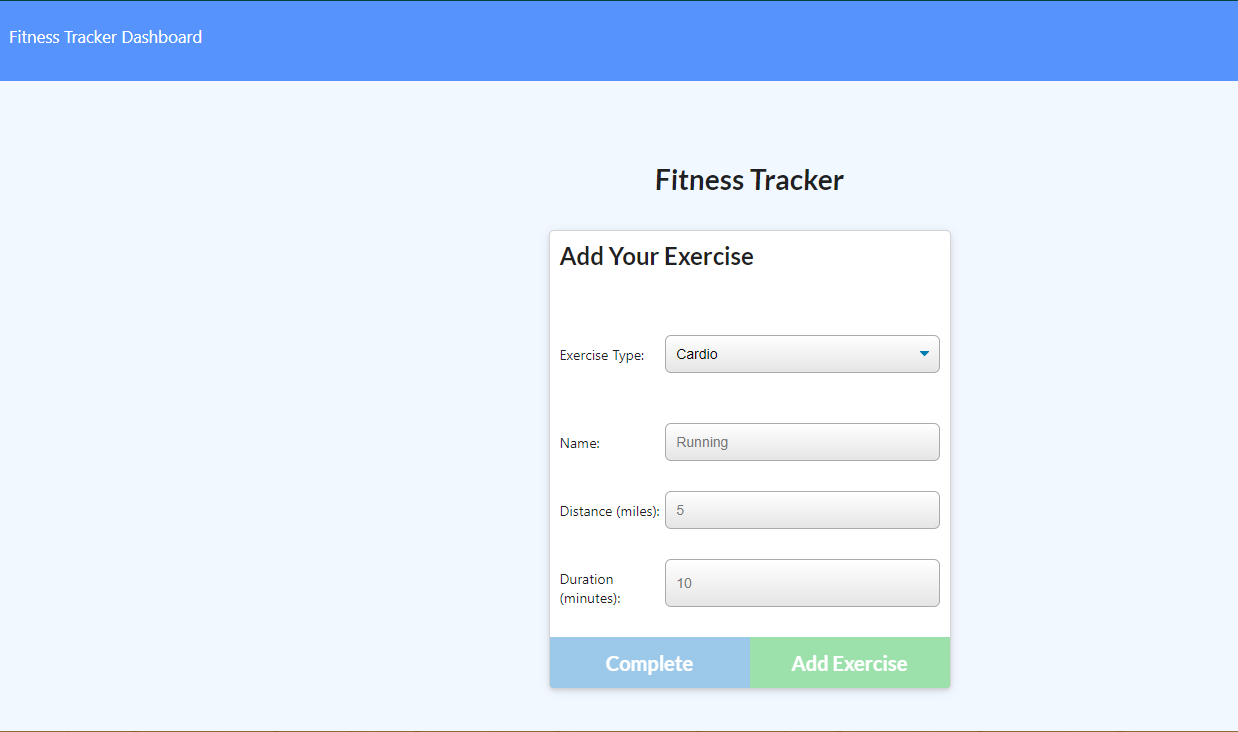 Fitness Tracker Dashboard
Fitness Tracker
Add Your Exercise
Exercise Type: Cardio
Name: Running
Distance (miles): 5
Duration
(minutes): 10
Complete Add Exercise